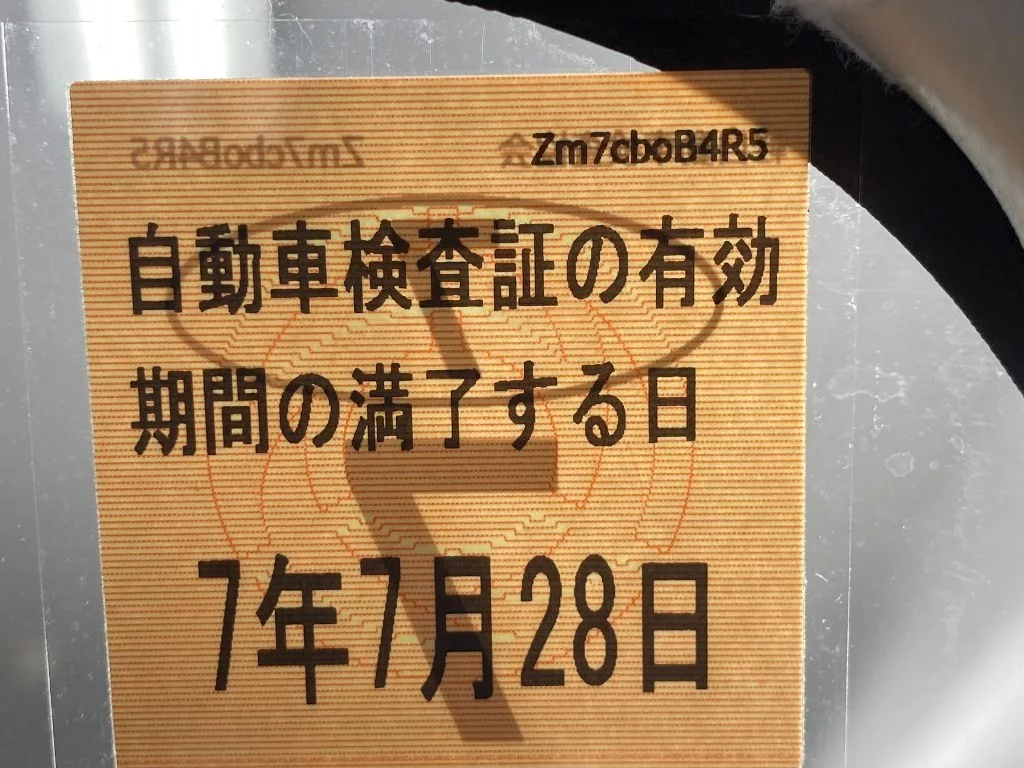 Zm7cboB4R5
自動車検査証の有効
期間の満了する日
7年7月28日